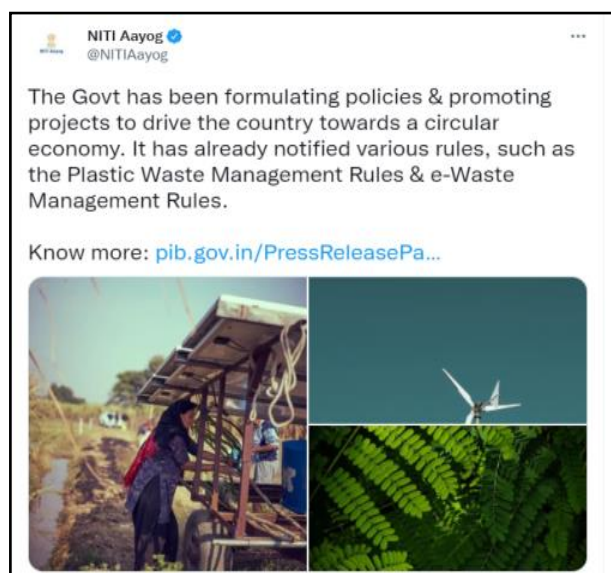 NITI Aayog
@NITIAayog
The Govt has been formulating policies & promoting
projects to drive the country towards a circular
economy. It has already notified various rules, such as
the Plastic Waste Management Rules & e-Waste
Management Rules.
Know more: pib.gov.in/PressReleasePa...